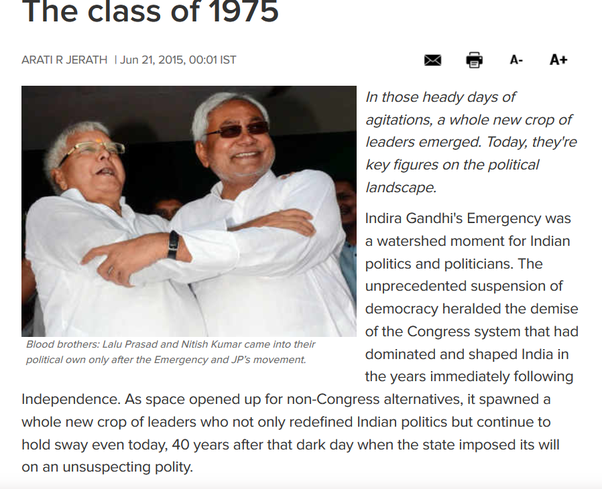 The class of 1975
ARATI R JERATH | Jun 21, 2015, 00:01 IST
A-
A+
In those heady days of
agitations, a whole new crop of
leaders emerged. Today, they're
key figures on the political
landscape.
Indira Gandhi's Emergency was
a watershed moment for Indian
politics and politicians. The
unprecedented suspension of
democracy heralded the demise
of the Congress system that had
dominated and shaped India in
the years immediately following
Blood brothers: Lalu Prasad and Nitish Kumar came into their
political own only after the Emergency and JP's movement.
Independence. As space opened up for non-Congress alternatives, it spawned a
whole new crop of leaders who not only redefined Indian politics but continue to
hold sway even today, 40 years after that dark day when the state imposed its will
on an unsuspecting polity.